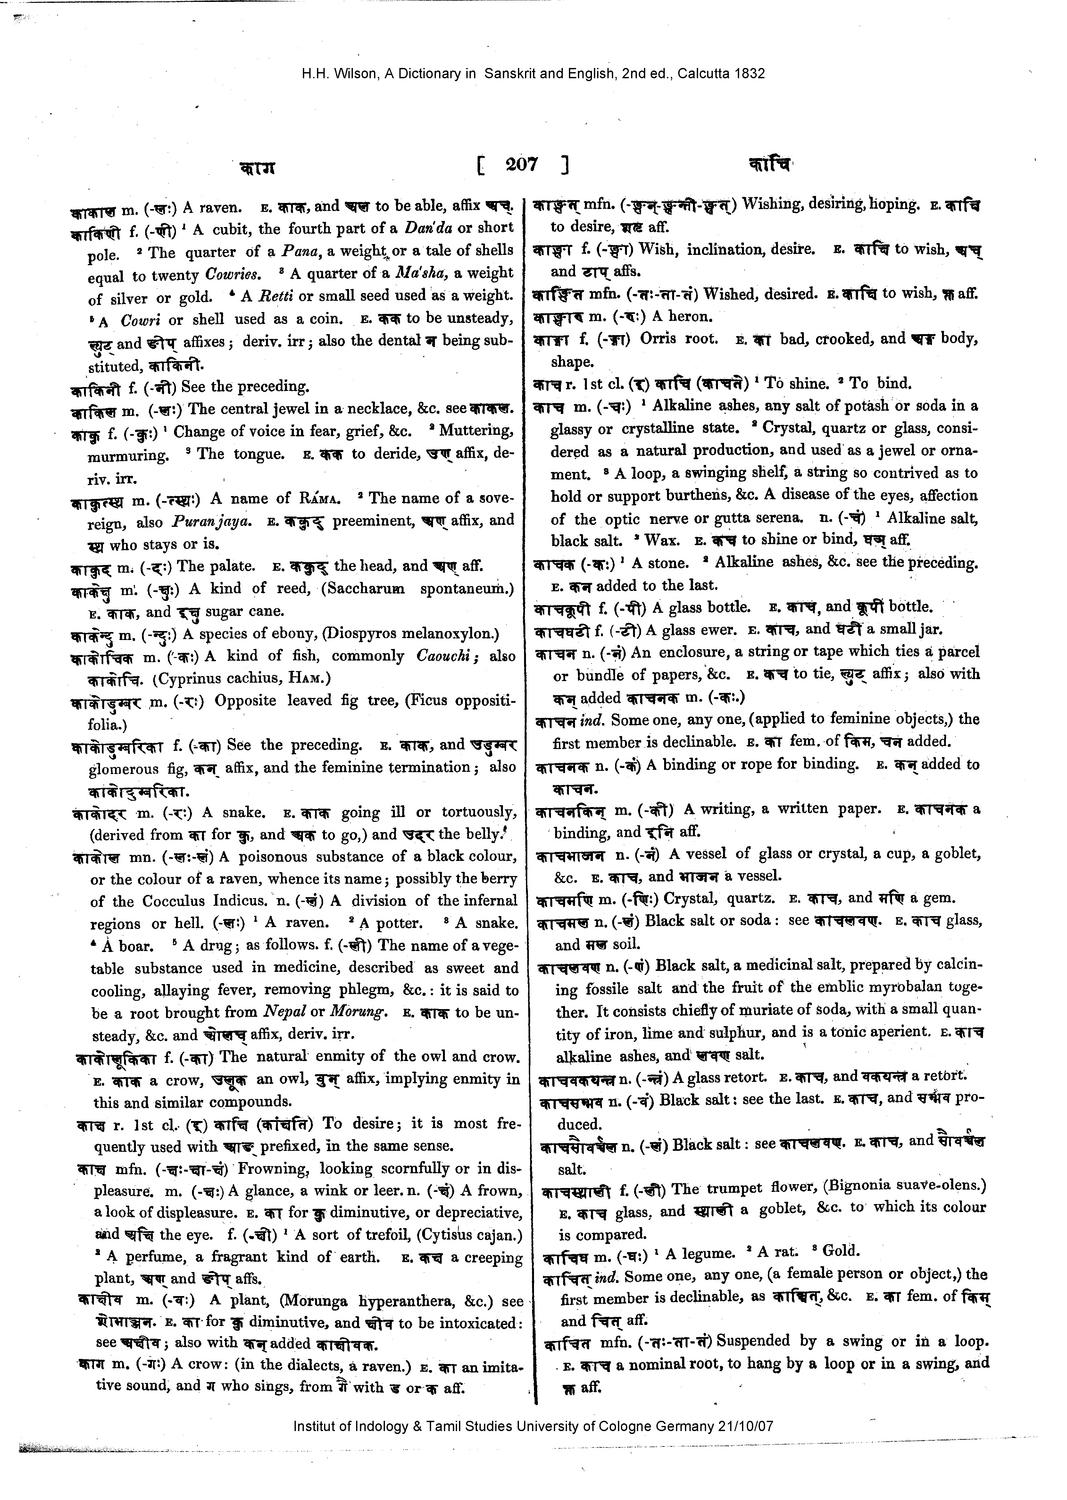 H.H. Wilson, A Dictionary in Sanskrit and English, 2nd ed., Calcutta 1832
काग [ 207 ] काचि
काकाल m. (-लः) A raven. E. काक, and अल to be able, affix अच्.
काकिणी f. (-णी) ¹ A cubit, the fourth part of a Dan'da or short
pole. ² The quarter of a Pana, a weight, or a tale of shells
equal to twenty Cowries. ³ A quarter of a Ma'sha, a weight
of silver or gold. ⁴ A Retti or small seed used as a weight.
⁵ A Cowri or shell used as a coin. E. कक to be unsteady,
ल्युट् and ङीप् affixes; deriv. irr; also the dental न being sub-
stituted, काकिनी.
काकिनी f. (-नी) See the preceding.
काकिल m. (-लः) The central jewel in a necklace, &c. see काकल.
काकु f. (-कुः) ¹ Change of voice in fear, grief, &c. ² Muttering,
murmuring. ³ The tongue. E. कक to deride, उण् affix, de-
riv. irr.
काकुत्स्थ m. (-त्स्थः) A name of RÁMA. ² The name of a sove-
reign, also Puranjaya. E. ककुद् preeminent, अण् affix, and
स्थ who stays or is.
काकुद m. (-दः) The palate. E. ककुद the head, and अण् aff.
काकेक्षु m. (-क्षुः) A kind of reed, (Saccharum spontaneum.)
E. काक, and इक्षु sugar cane.
काकेन्दु m. (-न्दुः) A species of ebony, (Diospyros melanoxylon.)
काकोचिक m. (-कः) A kind of fish, commonly Caouchi; also
काकोचि. (Cyprinus cachius, HAM.)
काकोडुम्बर m. (-रः) Opposite leaved fig tree, (Ficus oppositi-
folia.)
काकोडुम्बरिका f. (-का) See the preceding. E. काक, and उडुम्बर
glomerous fig, कन् affix, and the feminine termination; also
काकोदुम्बरिका.
काकोदर m. (-रः) A snake. E. काक going ill or tortuously,
(derived from का for कु, and अक to go,) and उदर the belly.
काकोल mn. (-लः-लं) A poisonous substance of a black colour,
or the colour of a raven, whence its name; possibly the berry
of the Cocculus Indicus. n. (-लं) A division of the infernal
regions or hell. (-लः) ¹ A raven. ² A potter. ³ A snake.
⁴ A boar. ⁵ A drug; as follows. f. (-ली) The name of a vege-
table substance used in medicine, described as sweet and
cooling, allaying fever, removing phlegm, &c.: it is said to
be a root brought from Nepal or Morung. E. काक to be un-
steady, &c. and ओलच् affix, deriv. irr.
काकोलूकिका f. (-का) The natural enmity of the owl and crow.
E. काक a crow, उलूक an owl, वुन् affix, implying enmity in
this and similar compounds.
काच r. 1st cl. (इ) काचि (कांचति) To desire; it is most fre-
quently used with आङ् prefixed, in the same sense.
काच mfn. (-चः-चा-चं) Frowning, looking scornfully or in dis-
pleasure. m. (-चः) A glance, a wink or leer. n. (-चं) A frown,
a look of displeasure. E. का for कु diminutive, or depreciative,
and अचि the eye. f. (-ची) ¹ A sort of trefoil, (Cytisus cajan.)
² A perfume, a fragrant kind of earth. E. कच a creeping
plant, अण् and ङीप् affs.
काचीव m. (-वः) A plant, (Morunga hyperanthera, &c.) see
शोभाञ्जन. E. का for कु diminutive, and चीव to be intoxicated:
see अचीव; also with कन् added काचीवक.
काग m. (-गः) A crow: (in the dialects, a raven.) E. का an imita-
tive sound, and ग who sings, from गै with ड or क aff.
काङ्क्षत् mfn. (-ङ्क्षन्-ङ्क्षन्ती-ङ्क्षत्) Wishing, desiring, hoping. E. काचि
to desire, शतृ aff.
काङ्क्षा f. (-ङ्क्षा) Wish, inclination, desire. E. काचि to wish, अच्
and टाप् affs.
काङ्क्षित mfn. (-तः-ता-तं) Wished, desired. E. काचि to wish, क्त aff.
काङ्क्षारु m. (-रुः) A heron.
काङ्गा f. (-ङ्गा) Orris root. E. का bad, crooked, and अङ्ग body,
shape.
काच r. 1st cl. (इ) काचि (काचते) ¹ To shine. ² To bind.
काच m. (-चः) ¹ Alkaline ashes, any salt of potash or soda in a
glassy or crystalline state. ² Crystal, quartz or glass, consi-
dered as a natural production, and used as a jewel or orna-
ment. ³ A loop, a swinging shelf, a string so contrived as to
hold or support burthens, &c. A disease of the eyes, affection
of the optic nerve or gutta serena. n. (-चं) ¹ Alkaline salt,
black salt. ² Wax. E. कच to shine or bind, घञ् aff.
काचक (-कः) ¹ A stone. ² Alkaline ashes, &c. see the preceding.
E. कन added to the last.
काचकूपी f. (-पी) A glass bottle. E. काच, and कूपी bottle.
काचघटी f. (-टी) A glass ewer. E. काच, and घटी a small jar.
काचन n. (-नं) An enclosure, a string or tape which ties a parcel
or bundle of papers, &c. E. कच to tie, ल्युट् affix; also with
कन् added काचनक m. (-कः.)
काचन ind. Some one, any one, (applied to feminine objects,) the
first member is declinable. E. का fem. of किम, चन added.
काचनक n. (-कं) A binding or rope for binding. E. कन् added to
काचन.
काचनकिन् m. (-की) A writing, a written paper. E. काचनक a
binding, and इनि aff.
काचभाजन n. (-नं) A vessel of glass or crystal, a cup, a goblet,
&c. E. काच, and भाजन a vessel.
काचमणि m. (-णिः) Crystal, quartz. E. काच, and मणि a gem.
काचमल n. (-लं) Black salt or soda: see काचलवण. E. काच glass,
and मल soil.
काचलवण n. (-णं) Black salt, a medicinal salt, prepared by calcin-
ing fossile salt and the fruit of the emblic myrobalan toge-
ther. It consists chiefly of muriate of soda, with a small quan-
tity of iron, lime and sulphur, and is a tonic aperient. E. काच
alkaline ashes, and लवण salt.
काचवकयन्त्र n. (-न्त्रं) A glass retort. E. काच, and वकयन्त्र a retort.
काचसम्भव n. (-वं) Black salt: see the last. E. काच, and सम्भव pro-
duced.
काचसौवर्चल n. (-लं) Black salt: see काचलवण. E. काच, and सौवर्चल
salt.
काचस्थाली f. (-ली) The trumpet flower, (Bignonia suave-olens.)
E. काच glass, and स्थाली a goblet, &c. to which its colour
is compared.
काचिघ m. (-घः) ¹ A legume. ² A rat. ³ Gold.
काचित् ind. Some one, any one, (a female person or object,) the
first member is declinable, as काश्चित्, &c. E. का fem. of किम्
and चित् aff.
काचित mfn. (-तः-ता-तं) Suspended by a swing or in a loop.
E. काच a nominal root, to hang by a loop or in a swing, and
क्त aff.
Institut of Indology & Tamil Studies University of Cologne Germany 21/10/07